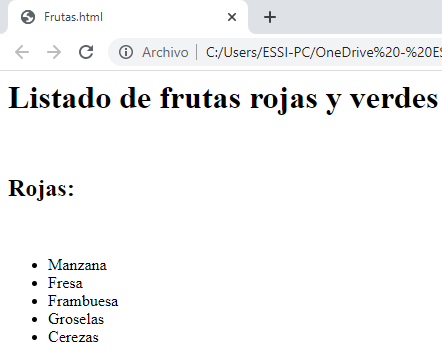 Frutas.html
Archivo C:/Users/ESSI-PC/OneDrive%20-%20ES
Listado de frutas rojas y verdes
Rojas:
Manzana
Fresa
Frambuesa
Groselas
Cerezas